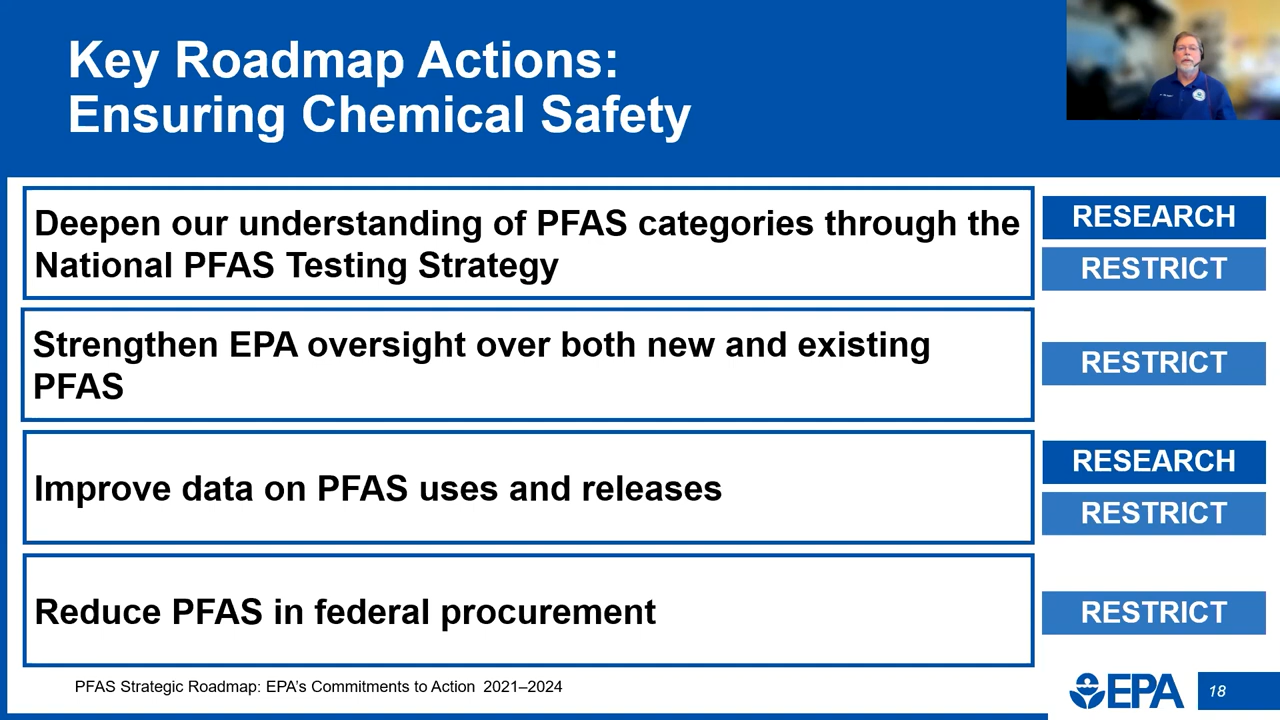 Key Roadmap Actions:
Ensuring Chemical Safety
Deepen our understanding of PFAS categories through the
National PFAS Testing Strategy
RESEARCH
RESTRICT
Strengthen EPA oversight over both new and existing
PFAS
RESTRICT
Improve data on PFAS uses and releases
RESEARCH
RESTRICT
Reduce PFAS in federal procurement
RESTRICT
PFAS Strategic Roadmap: EPA’s Commitments to Action 2021–2024
EPA
18